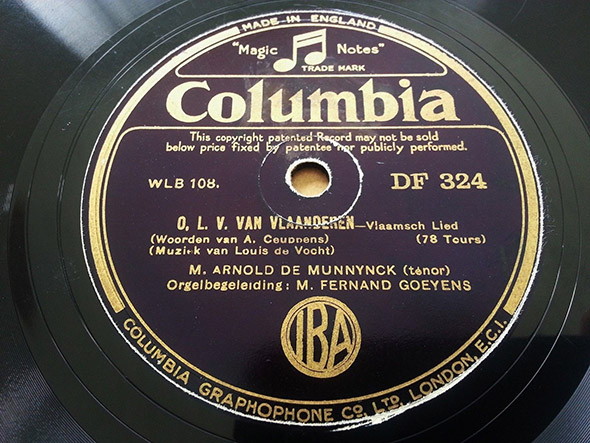 MADE IN ENGLAND
"Magic Notes"
TRADE MARK
Columbia
This copyright patented Record may not be sold
below price fixed by patentee nor publicly performed.
WLB 108. DF 324
O, L. V. VAN VLAANDEREN—Vlaamsch Lied
(Woorden van A. Ceuppens) (78 Tours)
(Muziek van Louis de Vocht)
M. ARNOLD DE MUNNYNCK (ténor)
Orgelbegeleiding: M. FERNAND GOEYENS
IBA
COLUMBIA GRAPHOPHONE CO. LTD. LONDON, E.C.1.